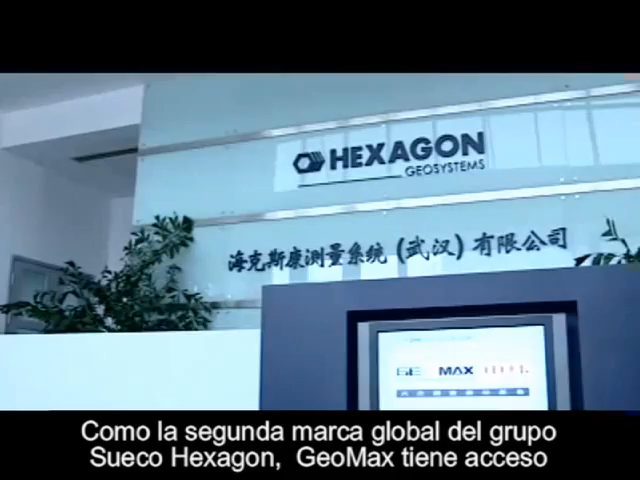 HEXAGON
GEOSYSTEMS
海克斯康测量系统（武汉）有限公司
GE MAX
Como la segunda marca global del grupo
Sueco Hexagon, GeoMax tiene acceso